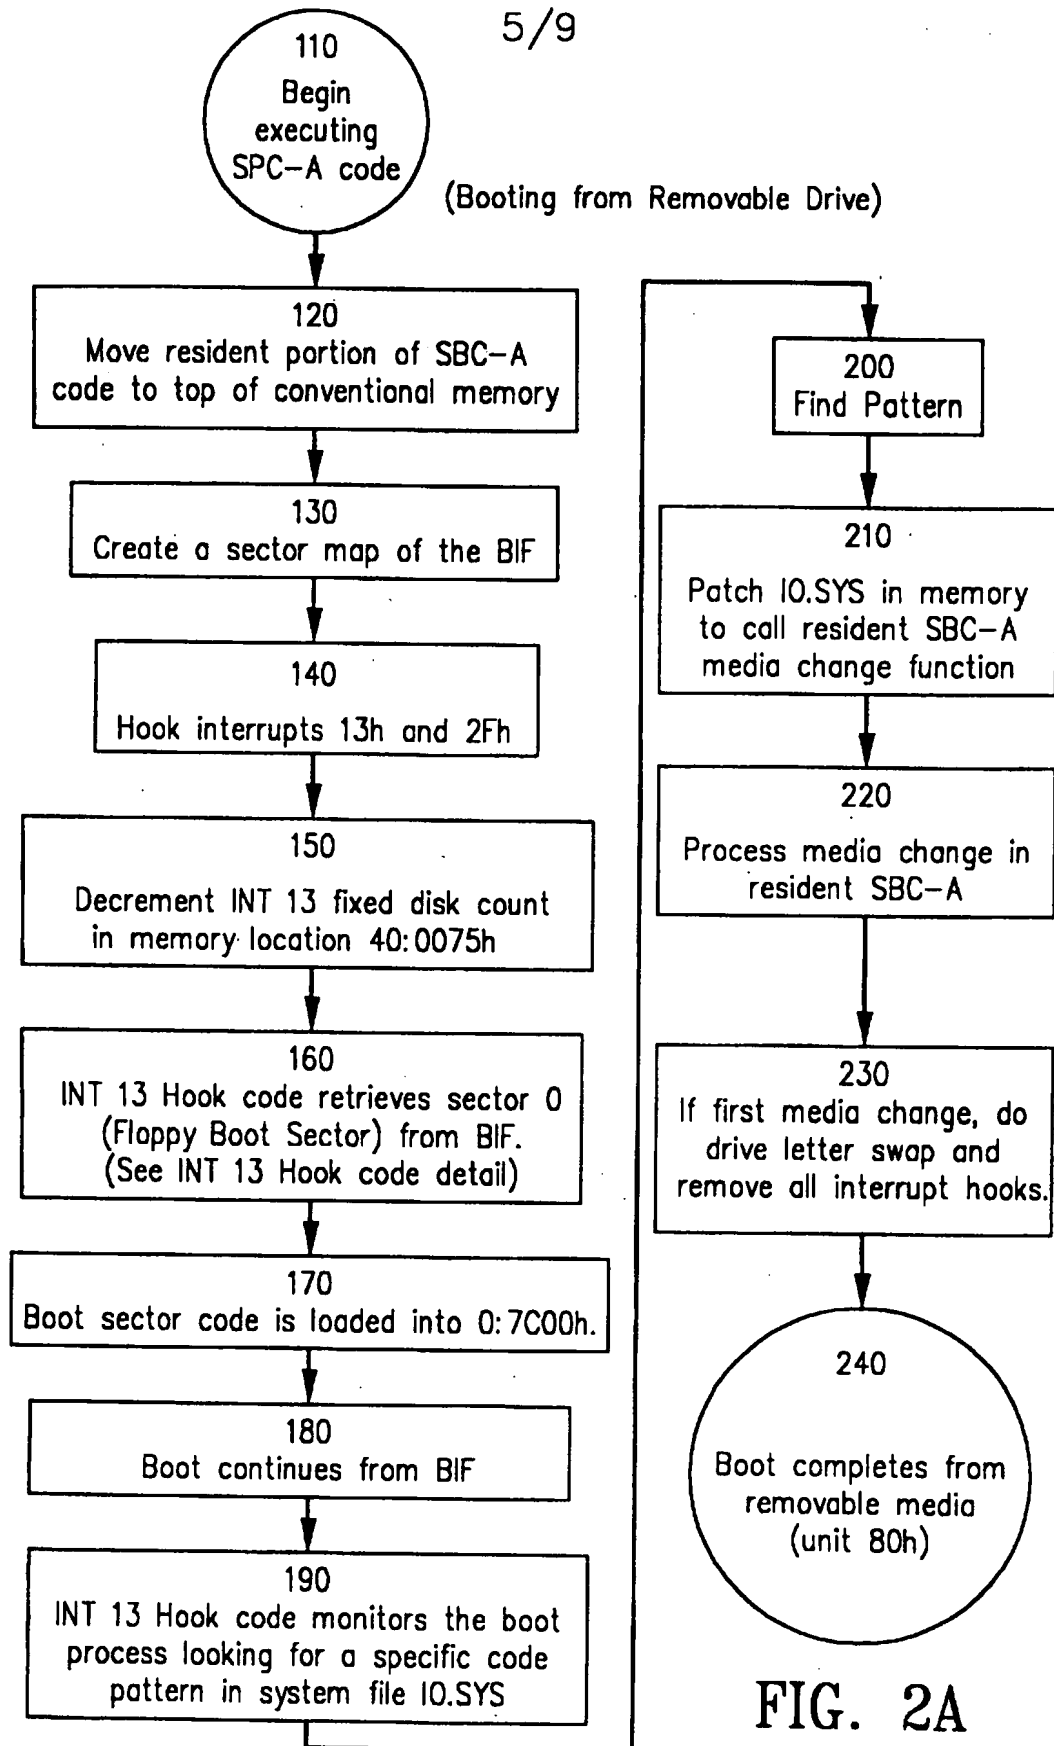 5/9
110
Begin
executing
SPC-A code
(Booting from Removable Drive)
120
Move resident portion of SBC-A
code to top of conventional memory
130
Create a sector map of the BIF
140
Hook interrupts 13h and 2Fh
150
Decrement INT 13 fixed disk count
in memory location 40:0075h
160
INT 13 Hook code retrieves sector 0
(Floppy Boot Sector) from BIF.
(See INT 13 Hook code detail)
170
Boot sector code is loaded into 0:7C00h.
180
Boot continues from BIF
190
INT 13 Hook code monitors the boot
process looking for a specific code
pattern in system file IO.SYS
200
Find Pattern
210
Patch IO.SYS in memory
to call resident SBC-A
media change function
220
Process media change in
resident SBC-A
230
If first media change, do
drive letter swap and
remove all interrupt hooks.
240
Boot completes from
removable media
(unit 80h)
FIG. 2A